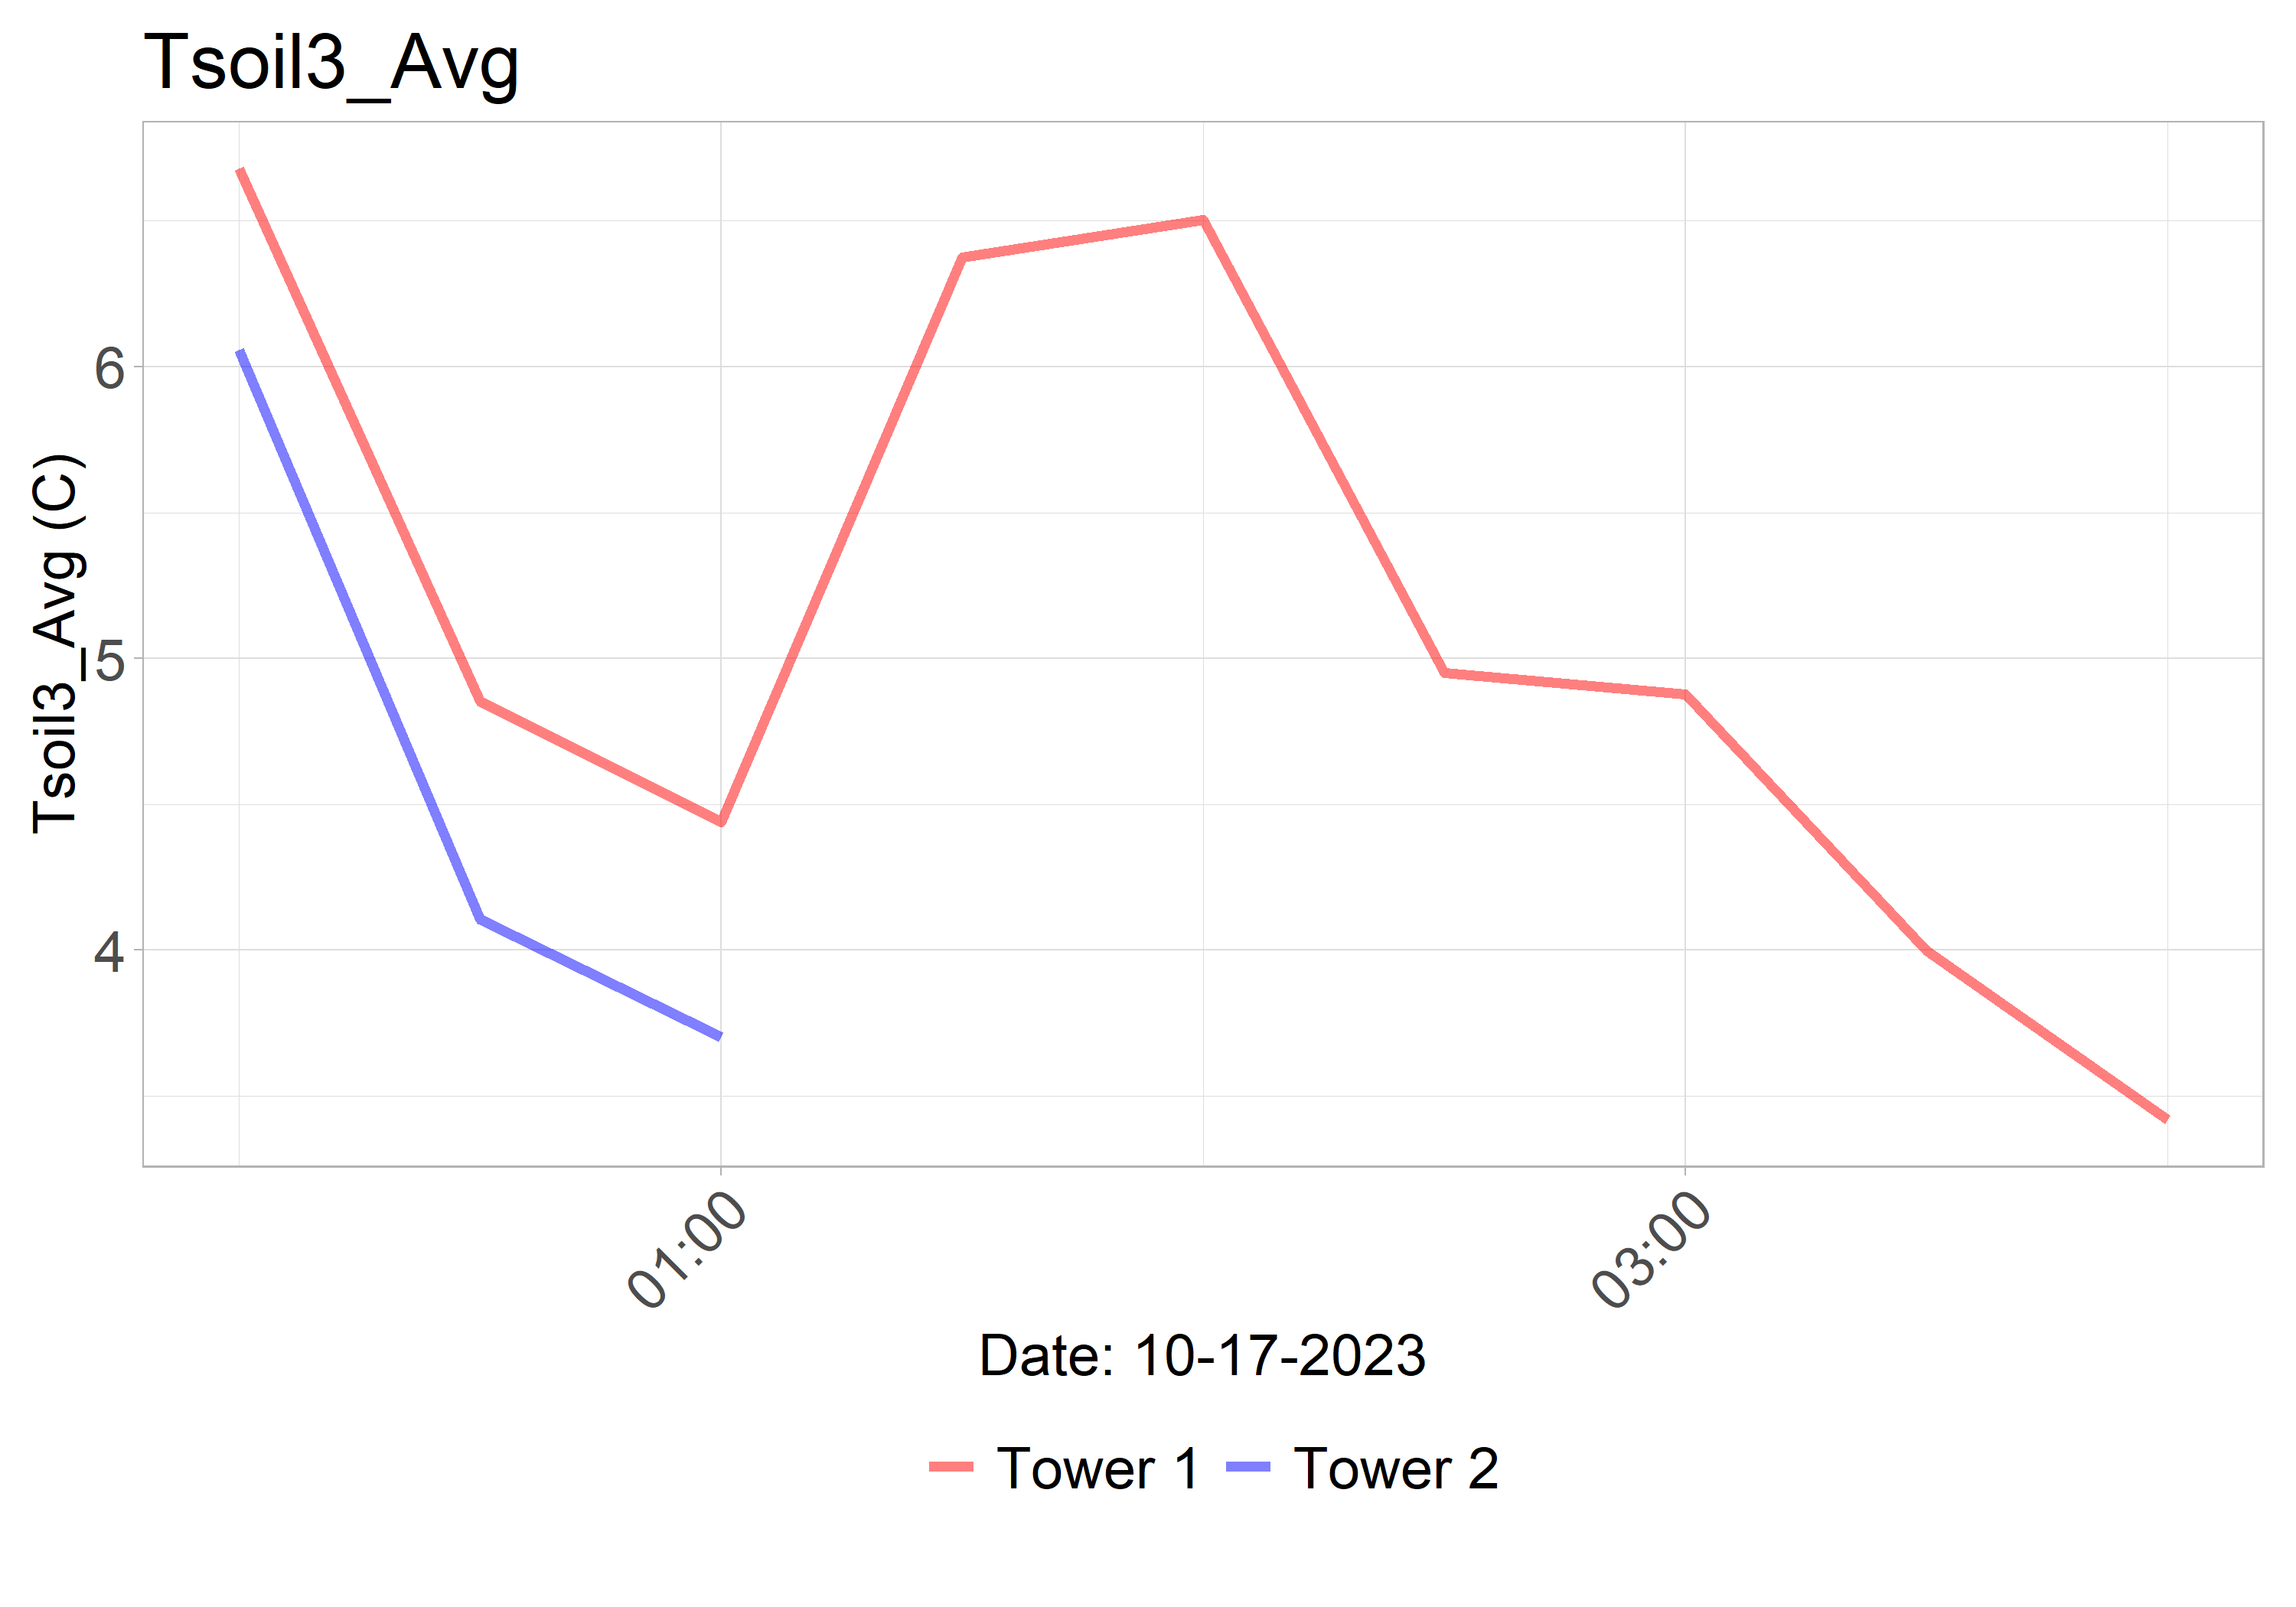 Tsoil3_Avg
Tsoil3_Avg (C)
6
5
4
01:00
03:00
Date: 10-17-2023
Tower 1
Tower 2